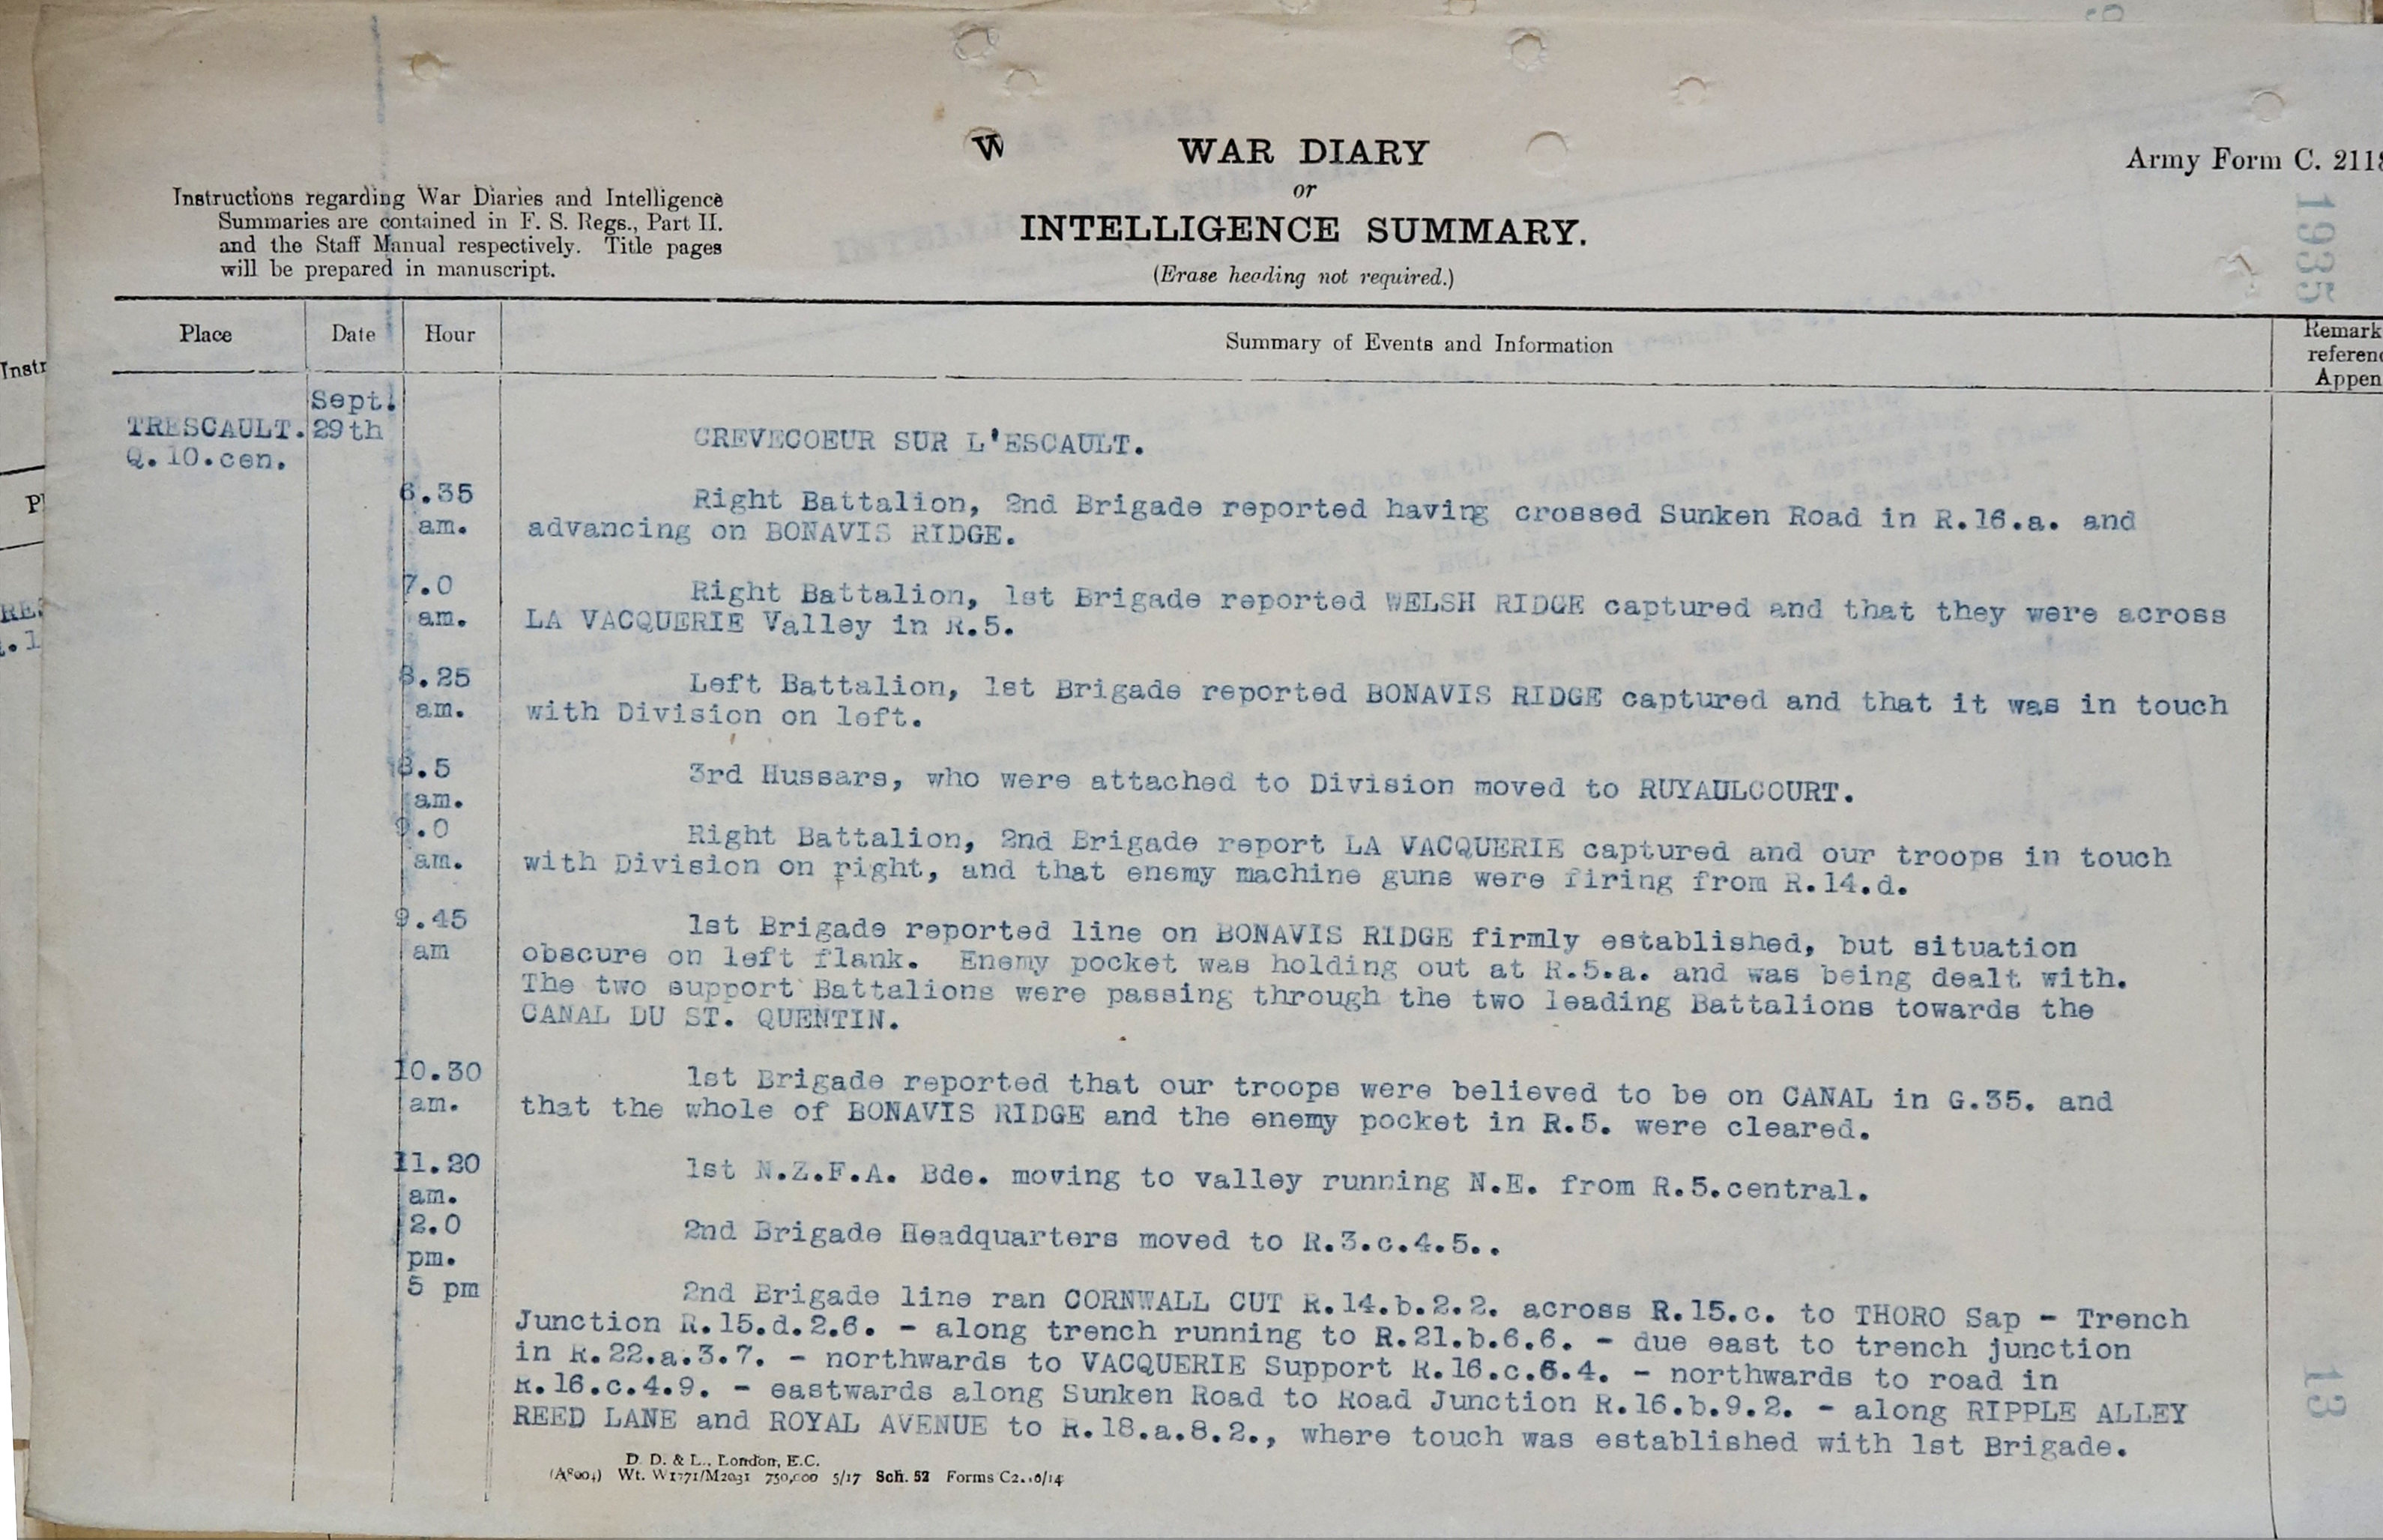 W
WAR DIARY
or
INTELLIGENCE SUMMARY.
(Erase heading not required.)
Army Form C. 2118
Instructions regarding War Diaries and Intelligence
Summaries are contained in F. S. Regs., Part II.
and the Staff Manual respectively. Title pages
will be prepared in manuscript.
1935
Place Date Hour Summary of Events and Information Remark
referen
Appen
Instr
Pl
RES
.1
TRESCAULT.
Q.10.cen.
Sept.
29th
CREVECOEUR SUR L'ESCAULT.
6.35 am. Right Battalion, 2nd Brigade reported having crossed Sunken Road in R.16.a. and
advancing on BONAVIS RIDGE.
7.0 am. Right Battalion, 1st Brigade reported WELSH RIDGE captured and that they were across
LA VACQUERIE Valley in R.5.
8.25 am. Left Battalion, 1st Brigade reported BONAVIS RIDGE captured and that it was in touch
with Division on left.
8.5 am. 3rd Hussars, who were attached to Division moved to RUYAULCOURT.
9.0 am. Right Battalion, 2nd Brigade report LA VACQUERIE captured and our troops in touch
with Division on right, and that enemy machine guns were firing from R.14.d.
9.45 am 1st Brigade reported line on BONAVIS RIDGE firmly established, but situation
obscure on left flank. Enemy pocket was holding out at R.5.a. and was being dealt with.
The two support Battalions were passing through the two leading Battalions towards the
CANAL DU ST. QUENTIN.
10.30 am. 1st Brigade reported that our troops were believed to be on CANAL in G.35. and
that the whole of BONAVIS RIDGE and the enemy pocket in R.5. were cleared.
11.20 am. 1st N.Z.F.A. Bde. moving to valley running N.E. from R.5.central.
2.0 pm. 2nd Brigade Headquarters moved to R.3.c.4.5..
5 pm 2nd Brigade line ran CORNWALL CUT R.14.b.2.2. across R.15.c. to THORO Sap - Trench
Junction R.15.d.2.6. - along trench running to R.21.b.6.6. - due east to trench junction
in R.22.a.3.7. - northwards to VACQUERIE Support R.16.c.6.4. - northwards to road in
R.16.c.4.9. - eastwards along Sunken Road to Road Junction R.16.b.9.2. - along RIPPLE ALLEY
REED LANE and ROYAL AVENUE to R.18.a.8.2., where touch was established with 1st Brigade.
13
D. D. & L., London, E.C.
Wt. W1771/M2031 750,000 5/17 Sch. 52